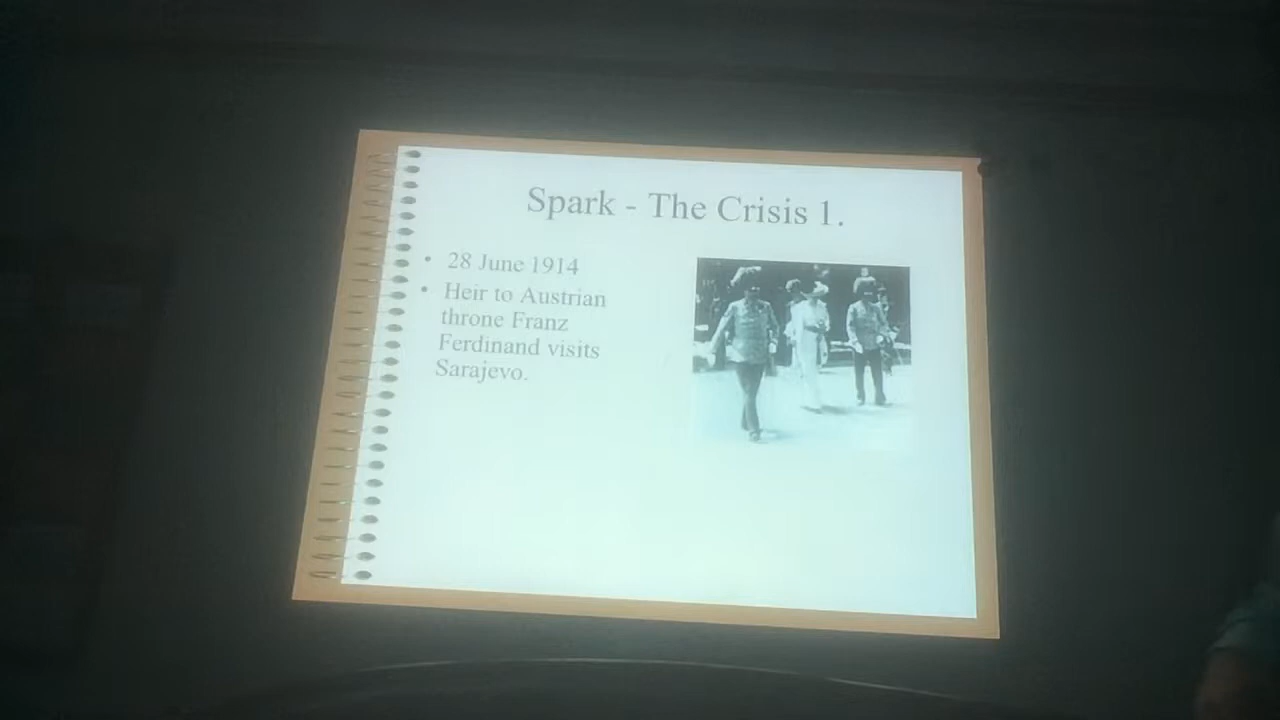 Spark - The Crisis 1.
• 28 June 1914
• Heir to Austrian
throne Franz
Ferdinand visits
Sarajevo.